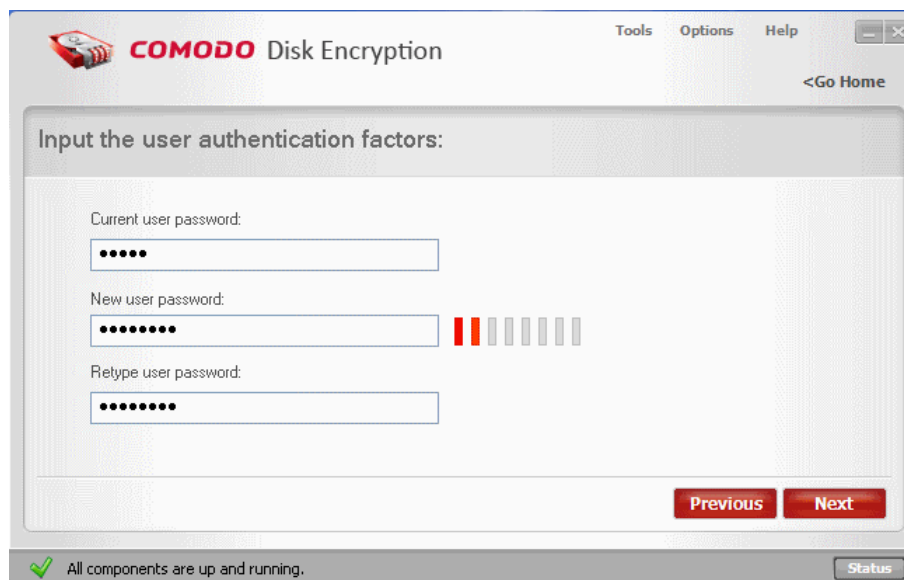 Tools Options Help
COMODO Disk Encryption
<Go Home
Input the user authentication factors:
Current user password:
•••••
New user password:
••••••••
Retype user password:
••••••••
Previous Next
All components are up and running.
Status